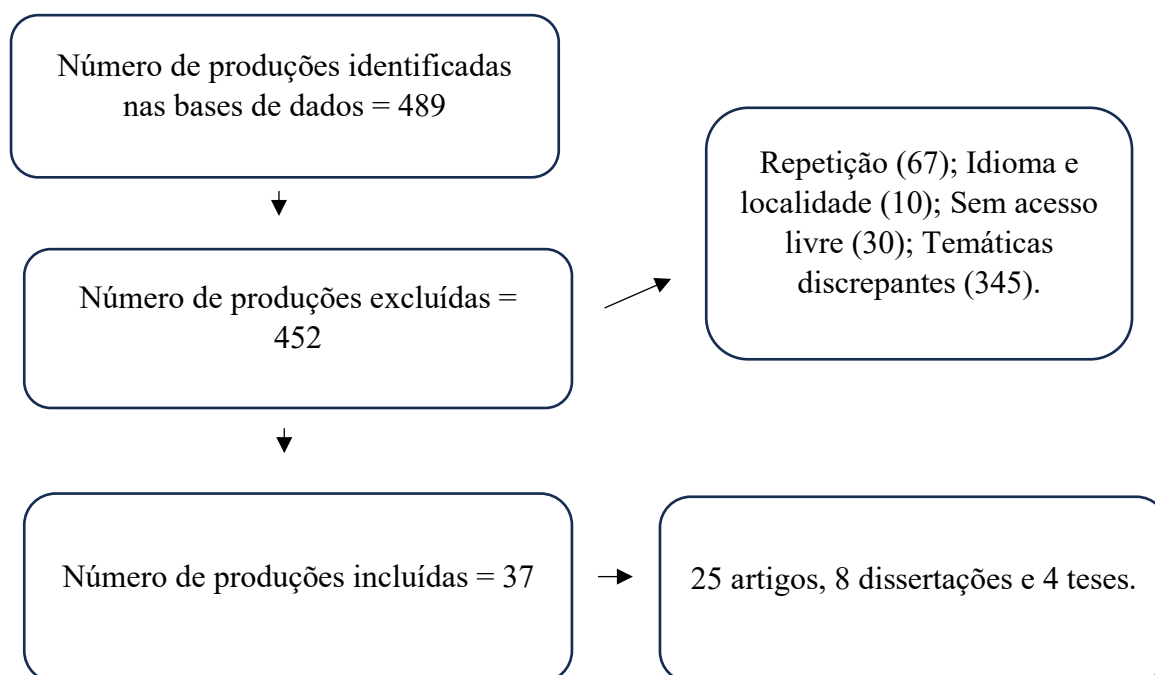 Número de produções identificadas
nas bases de dados = 489
Repetição (67); Idioma e
localidade (10); Sem acesso
livre (30); Temáticas
discrepantes (345).
Número de produções excluídas =
452
Número de produções incluídas = 37
25 artigos, 8 dissertações e 4 teses.